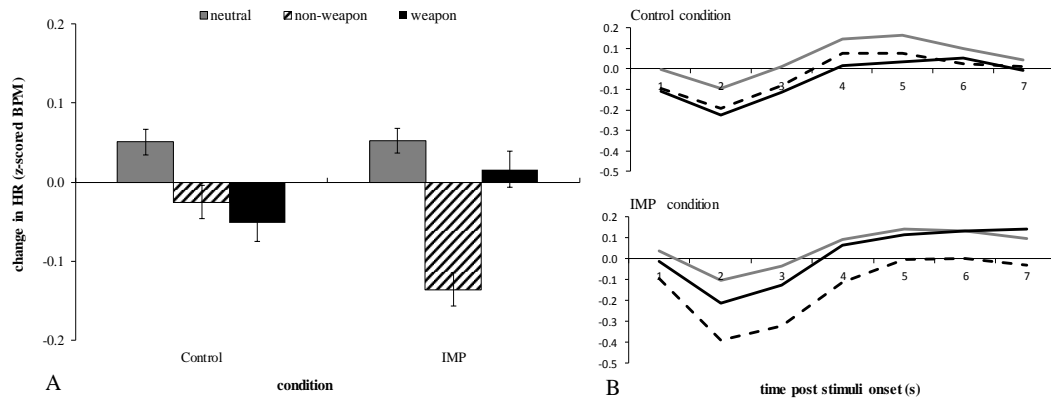 neutral non-weapon weapon
0.2
0.1
0.0
-0.1
-0.2
change in HR (z-scored BPM)
Control IMP
condition
A
Control condition
0.2
0.1
0.0
-0.1
-0.2
-0.3
-0.4
-0.5
1 2 3 4 5 6 7
IMP condition
0.2
0.1
0.0
-0.1
-0.2
-0.3
-0.4
-0.5
1 2 3 4 5 6 7
B
time post stimuli onset (s)